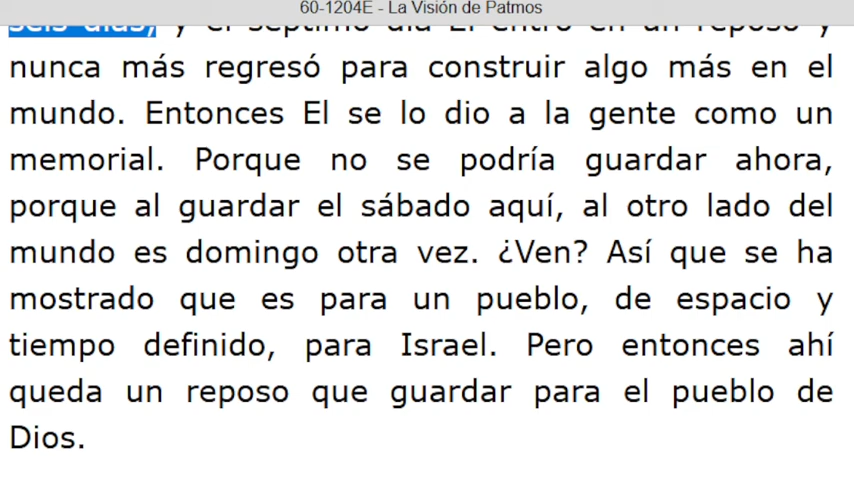 60-1204E - La Visión de Patmos
seis días, y el séptimo día El entró en un reposo y
nunca más regresó para construir algo más en el
mundo. Entonces El se lo dio a la gente como un
memorial. Porque no se podría guardar ahora,
porque al guardar el sábado aquí, al otro lado del
mundo es domingo otra vez. ¿Ven? Así que se ha
mostrado que es para un pueblo, de espacio y
tiempo definido, para Israel. Pero entonces ahí
queda un reposo que guardar para el pueblo de
Dios.